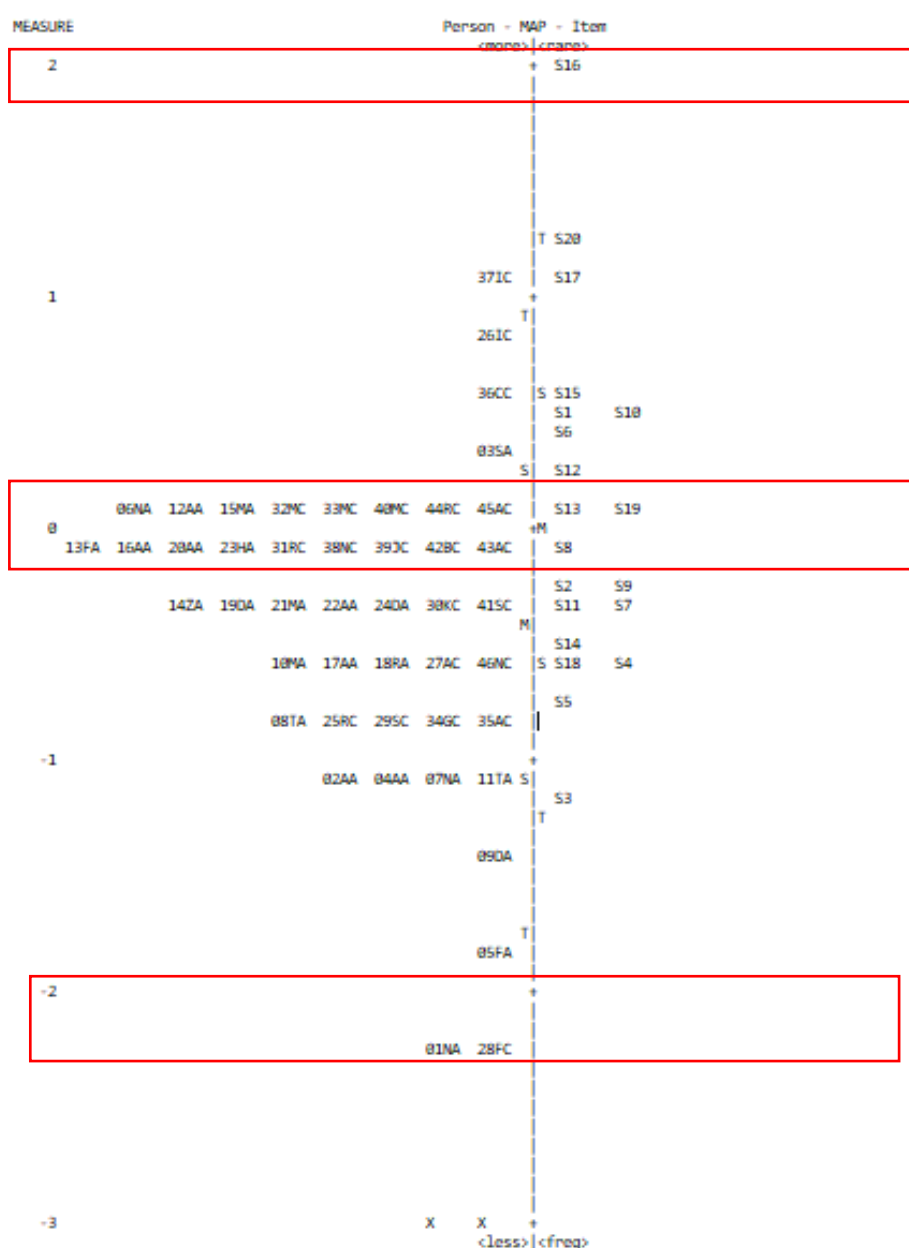 MEASURE Person - MAP - Item
<more>|<rare>
2 + S16
|T S20
37IC | S17
1 +
T|
26IC |
36CC |S S15
| S1 S10
| S6
03SA |
S| S12
06NA 12AA 15MA 32MC 33MC 40MC 44RC 45AC | S13 S19
0 +M
13FA 16AA 20AA 23HA 31RC 38NC 39JC 42BC 43AC | S8
| S2 S9
14ZA 19DA 21MA 22AA 24DA 30KC 41SC | S11 S7
M|
| S14
10MA 17AA 18RA 27AC 46NC |S S18 S4
| S5
08TA 25RC 29SC 34GC 35AC |
-1 +
02AA 04AA 07NA 11TA S|
| S3
|T
09DA |
T|
05FA |
-2 +
01NA 28FC |
-3 X X +
<less>|<freq>